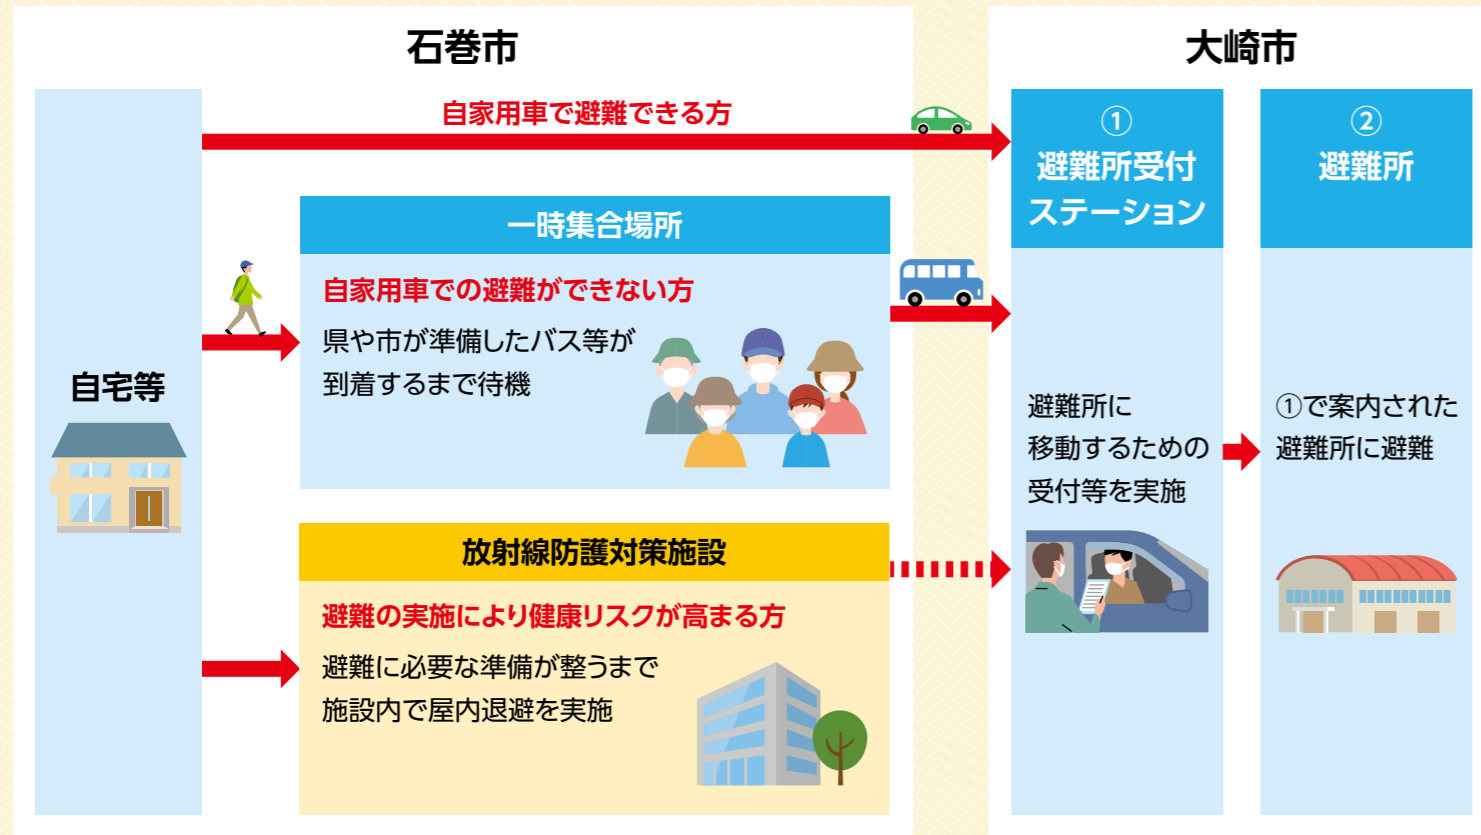 石巻市
大崎市
自宅等
自家用車で避難できる方
一時集合場所
自家用車での避難ができない方
県や市が準備したバス等が
到着するまで待機
放射線防護対策施設
避難の実施により健康リスクが高まる方
避難に必要な準備が整うまで
施設内で屋内退避を実施
①
避難所受付
ステーション
避難所に
移動するための
受付等を実施
②
避難所
①で案内された
避難所に避難